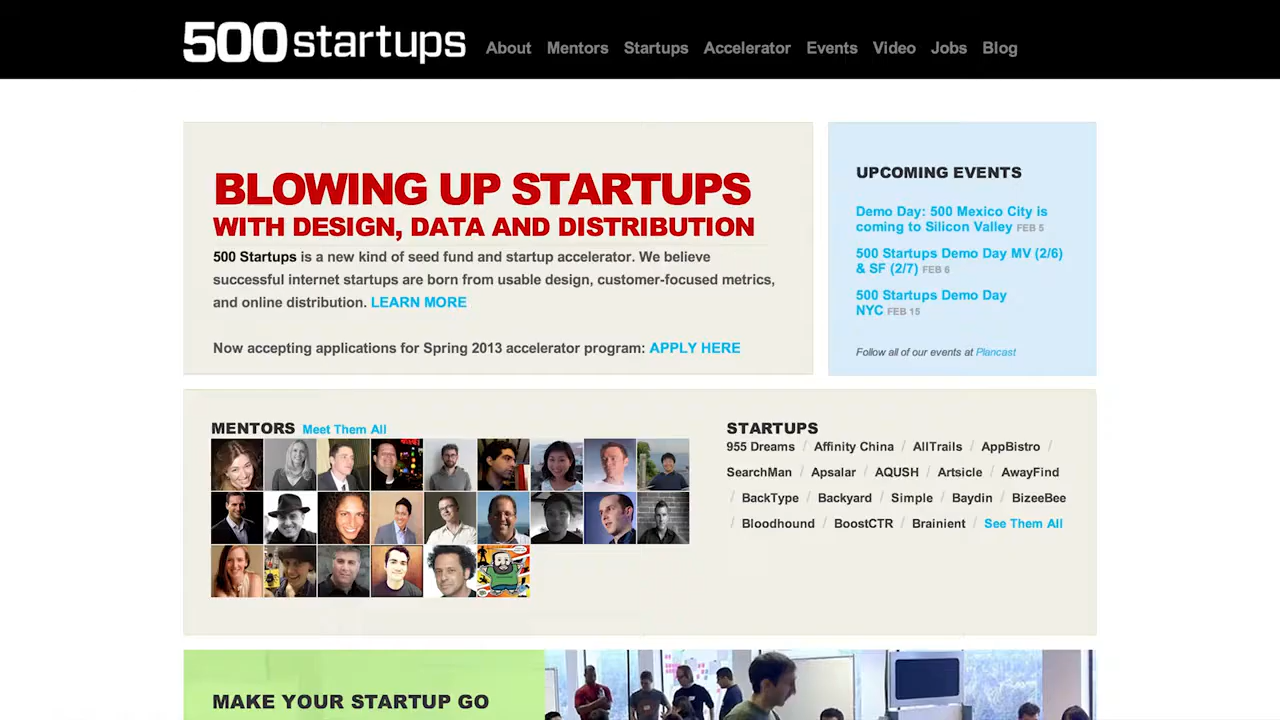 500 startups About Mentors Startups Accelerator Events Video Jobs Blog
BLOWING UP STARTUPS
WITH DESIGN, DATA AND DISTRIBUTION
500 Startups is a new kind of seed fund and startup accelerator. We believe
successful internet startups are born from usable design, customer-focused metrics,
and online distribution. LEARN MORE
Now accepting applications for Spring 2013 accelerator program: APPLY HERE
UPCOMING EVENTS
Demo Day: 500 Mexico City is
coming to Silicon Valley FEB 5
500 Startups Demo Day MV (2/6)
& SF (2/7) FEB 6
500 Startups Demo Day
NYC FEB 15
Follow all of our events at Plancast
MENTORS Meet Them All
STARTUPS
955 Dreams / Affinity China / AllTrails / AppBistro /
SearchMan / Apsalar / AQUSH / Artsicle / AwayFind
/ BackType / Backyard / Simple / Baydin / BizeeBee
/ Bloodhound / BoostCTR / Brainient / See Them All
MAKE YOUR STARTUP GO